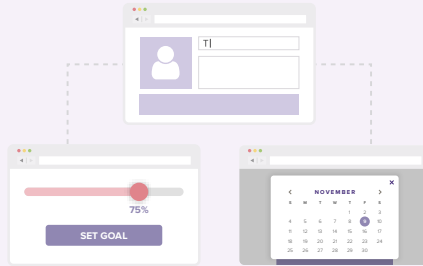 T
75%
SET GOAL
NOVEMBER
S M T W T F S
1 2 3
4 5 6 7 8 9 10
11 12 13 14 15 16 17
18 19 20 21 22 23 24
25 26 27 28 29 30